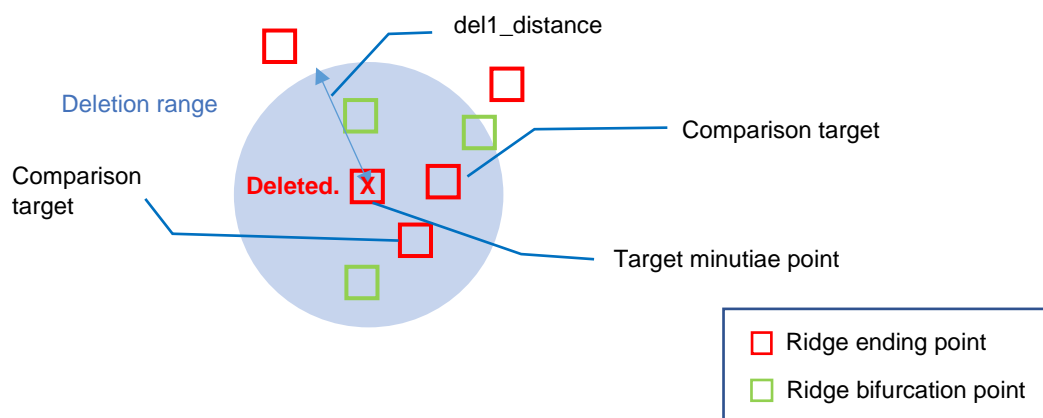 del1_distance
Deletion range
Comparison target
Comparison
target
Deleted.
X
Target minutiae point
Ridge ending point
Ridge bifurcation point